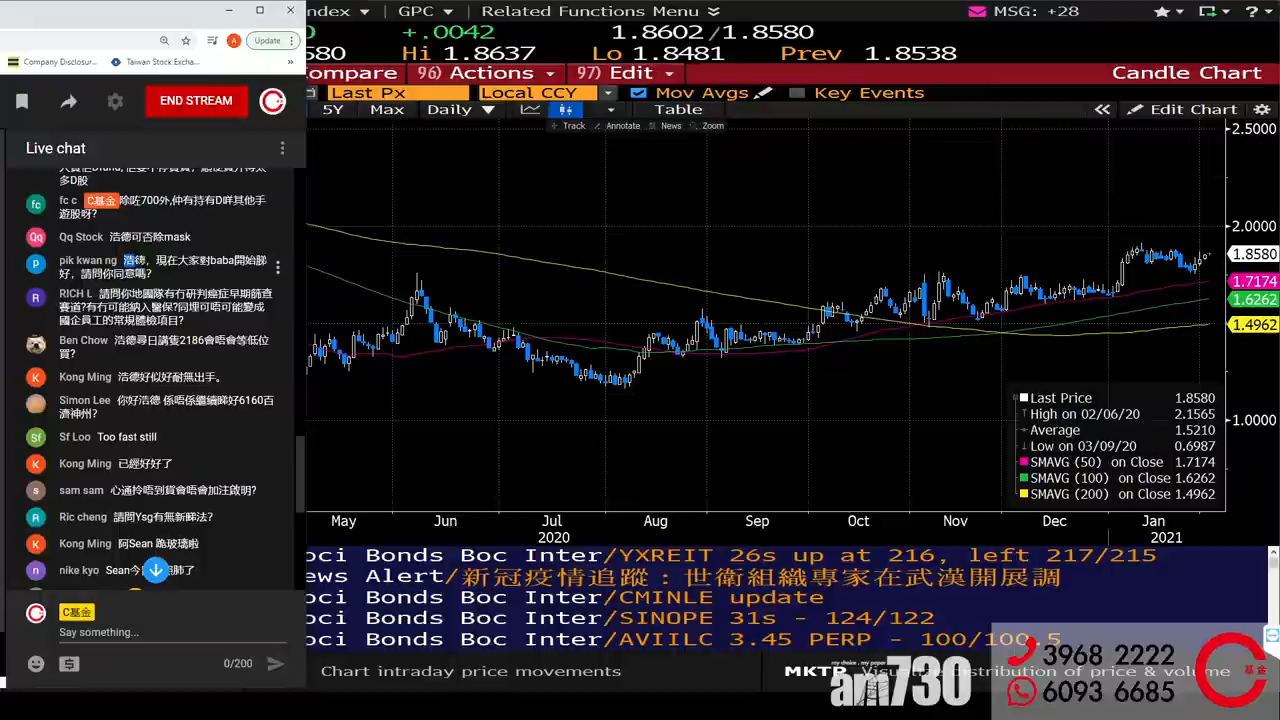 Update
Company Disclosur...
Taiwan Stock Excha...
END STREAM
Live chat
多D股
fc c C基金 除咗700外,仲有持有D咩其他手
遊股呀?
Qq Stock 浩德可否除mask
pik kwan ng 浩德，現在大家對baba開始睇
好，請問你同意嗎?
RICH L 請問你地團隊有冇研判癌症早期篩查
賽道?有冇可能納入醫保?同埋可唔可能變成
國企員工的常規體檢項目?
Ben Chow 浩德尋日講隻2186會唔會等低位
買?
Kong Ming 浩德好似好耐無出手。
Simon Lee 你好浩德 係唔係繼續睇好6160百
濟神州?
Sf Loo Too fast still
Kong Ming 已經好好了
sam sam 心通拎唔到貨會唔會加注啟明?
Ric cheng 請問Ysg有無新睇法?
Kong Ming 阿Sean 跪玻璃啦
nike kyo Sean今
C基金
Say something...
0/200
ndex GPC Related Functions Menu MSG: +28
+.0042 1.8602/1.8580
580 Hi 1.8637 Lo 1.8481 Prev 1.8538
ompare 96) Actions 97) Edit Candle Chart
Last Px Local CCY Mov Avgs Key Events
5Y Max Daily Table Edit Chart
Track Annotate News Zoom
2.5000
2.0000
1.8580
1.7174
1.6262
1.4962
1.0000
Last Price 1.8580
High on 02/06/20 2.1565
Average 1.5210
Low on 03/09/20 0.6987
SMAVG (50) on Close 1.7174
SMAVG (100) on Close 1.6262
SMAVG (200) on Close 1.4962
May Jun Jul Aug Sep Oct Nov Dec Jan
2020 2021
oci Bonds Boc Inter/YXREIT 26s up at 216, left 217/215
ews Alert/新冠疫情追蹤：世衛組織專家在武漢開展調
oci Bonds Boc Inter/CMINLE update
oci Bonds Boc Inter/SINOPE 31s - 124/122
oci Bonds Boc Inter/AVIILC 3.45 PERP - 100/100.5
Chart intraday price movements
MKTP Visualize distribution of price & volume
my choice . my paper
am730
3968 2222
6093 6685
基金